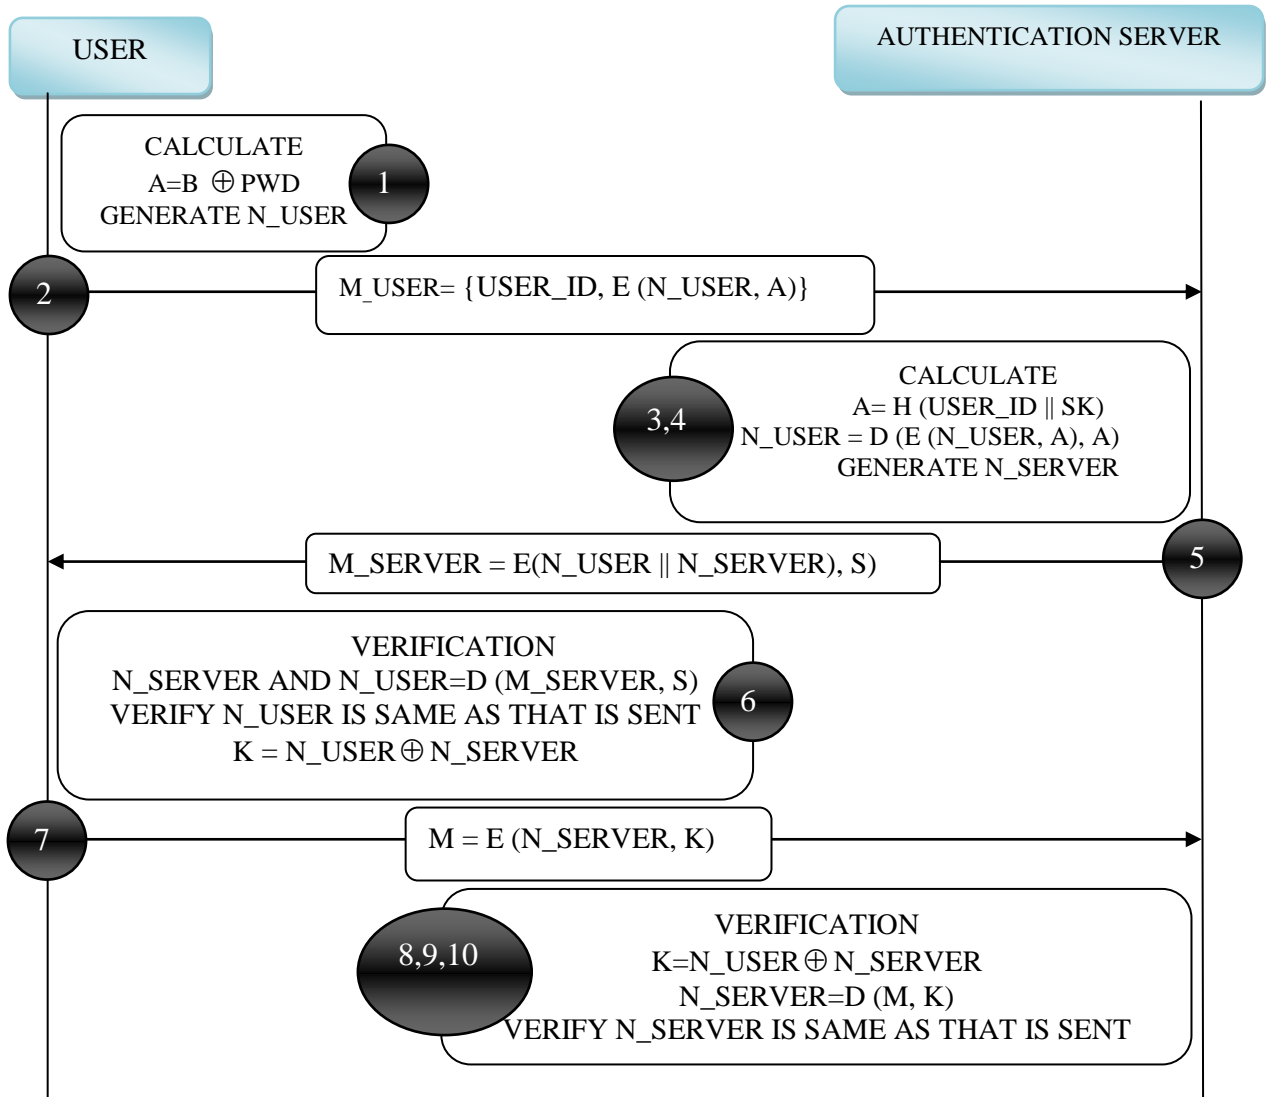 USER
AUTHENTICATION SERVER
CALCULATE
A=B ⊕ PWD
GENERATE N_USER
1
2
M_USER= {USER_ID, E (N_USER, A)}
CALCULATE
A= H (USER_ID || SK)
N_USER = D (E (N_USER, A), A)
GENERATE N_SERVER
3,4
M_SERVER = E(N_USER || N_SERVER), S)
5
VERIFICATION
N_SERVER AND N_USER=D (M_SERVER, S)
VERIFY N_USER IS SAME AS THAT IS SENT
K = N_USER ⊕ N_SERVER
6
7
M = E (N_SERVER, K)
8,9,10
VERIFICATION
K=N_USER ⊕ N_SERVER
N_SERVER=D (M, K)
VERIFY N_SERVER IS SAME AS THAT IS SENT